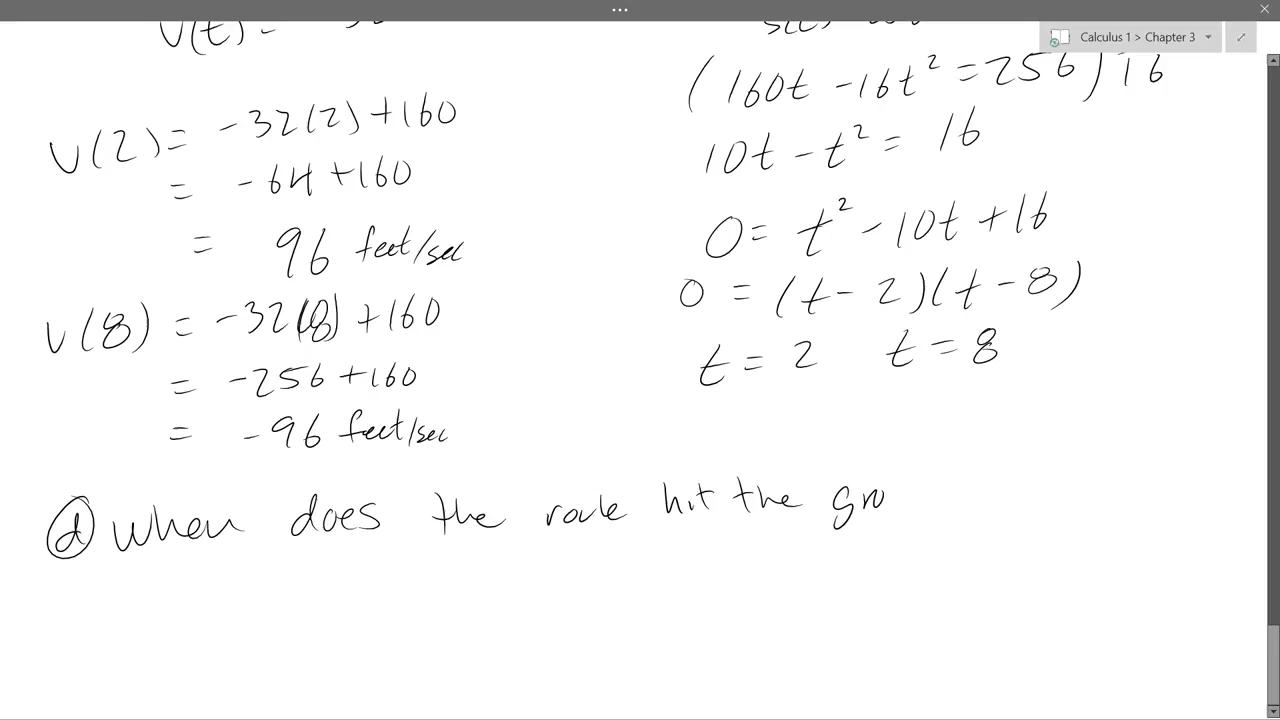 Calculus 1 > Chapter 3
v(t) =
(160t - 16t² = 256) 16
v(2) = -32(2) + 160
= -64 + 160
= 96 feet/sec
v(8) = -32(8) + 160
= -256 + 160
= -96 feet/sec
10t - t² = 16
0 = t² - 10t + 16
0 = (t - 2)(t - 8)
t = 2 t = 8
d when does the rock hit the gro